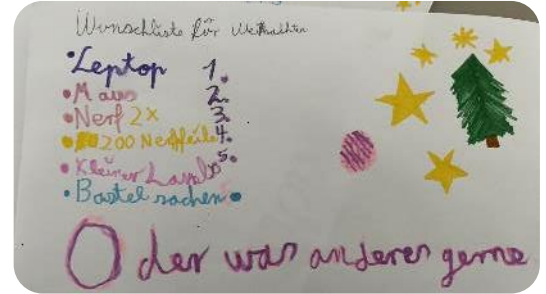 Wunschliste für Weihnachten
•Leptop 1.
•Maus 2.
•Nerf 2x 3.
•200 Nerfpfeile 4.
•Kleiner 5.
•Bastel sachen•
Oder was anderes gerne